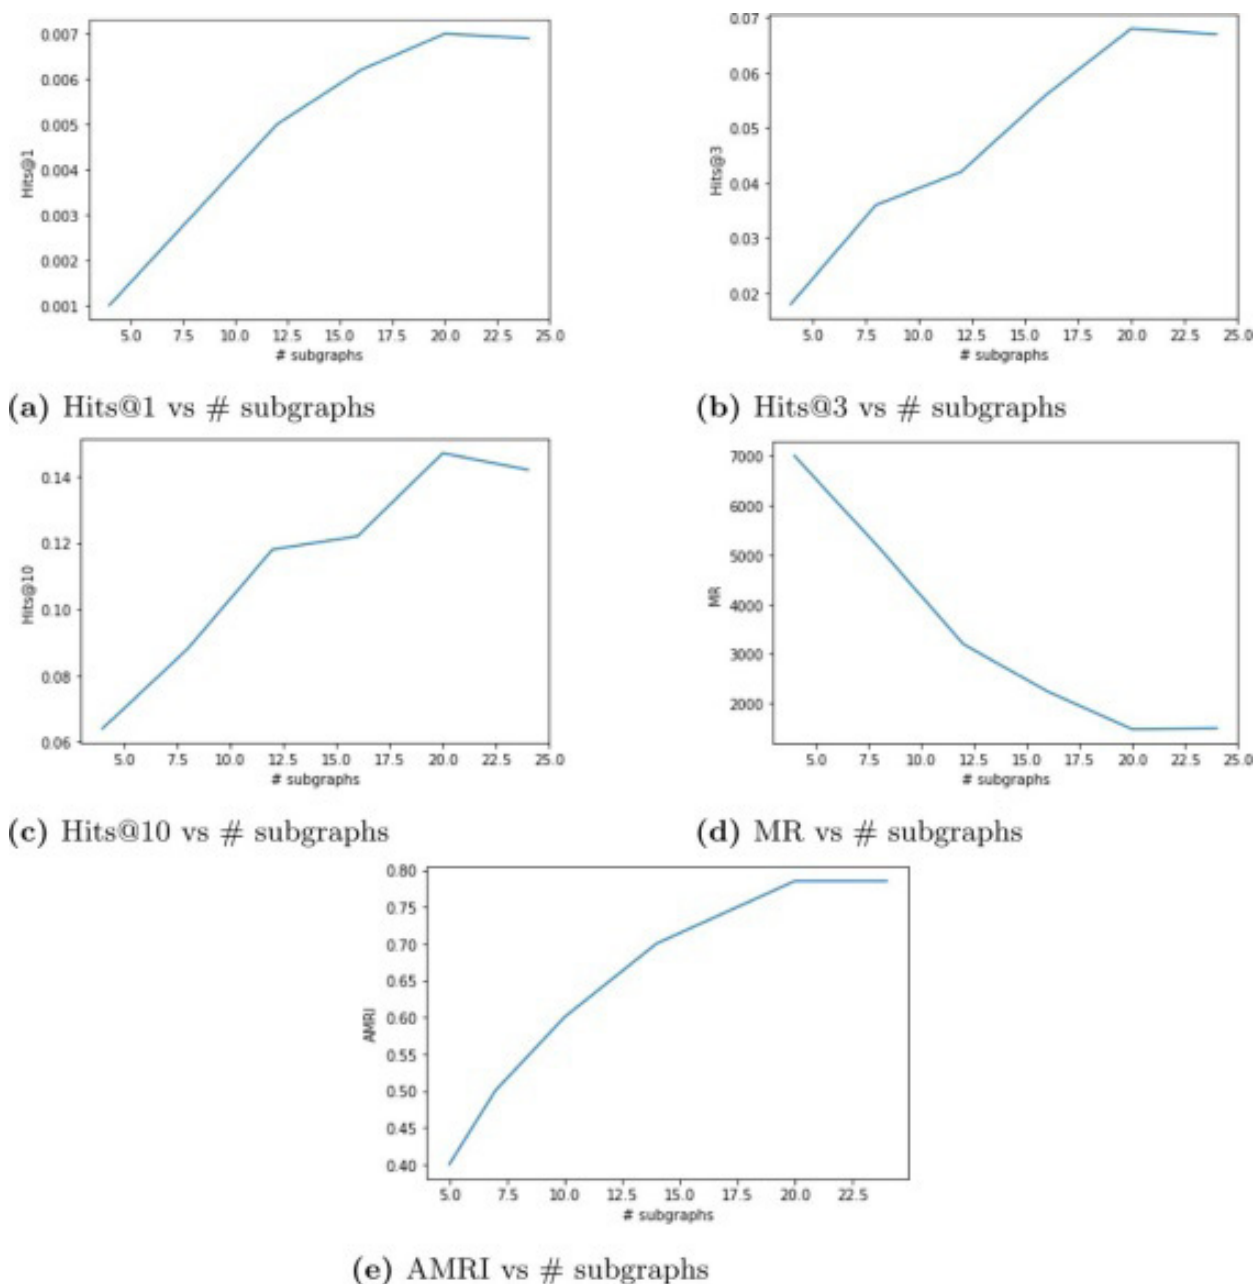 0.007
0.006
0.005
0.004
0.003
0.002
0.001
Hits@1
5.0 7.5 10.0 12.5 15.0 17.5 20.0 22.5 25.0
# subgraphs
(a) Hits@1 vs # subgraphs
0.07
0.06
0.05
0.04
0.03
0.02
Hits@3
5.0 7.5 10.0 12.5 15.0 17.5 20.0 22.5 25.0
# subgraphs
(b) Hits@3 vs # subgraphs
0.14
0.12
0.10
0.08
0.06
Hits@10
5.0 7.5 10.0 12.5 15.0 17.5 20.0 22.5 25.0
# subgraphs
(c) Hits@10 vs # subgraphs
7000
6000
5000
4000
3000
2000
MR
5.0 7.5 10.0 12.5 15.0 17.5 20.0 22.5 25.0
# subgraphs
(d) MR vs # subgraphs
0.80
0.75
0.70
0.65
0.60
0.55
0.50
0.45
0.40
AMRI
5.0 7.5 10.0 12.5 15.0 17.5 20.0 22.5
# subgraphs
(e) AMRI vs # subgraphs